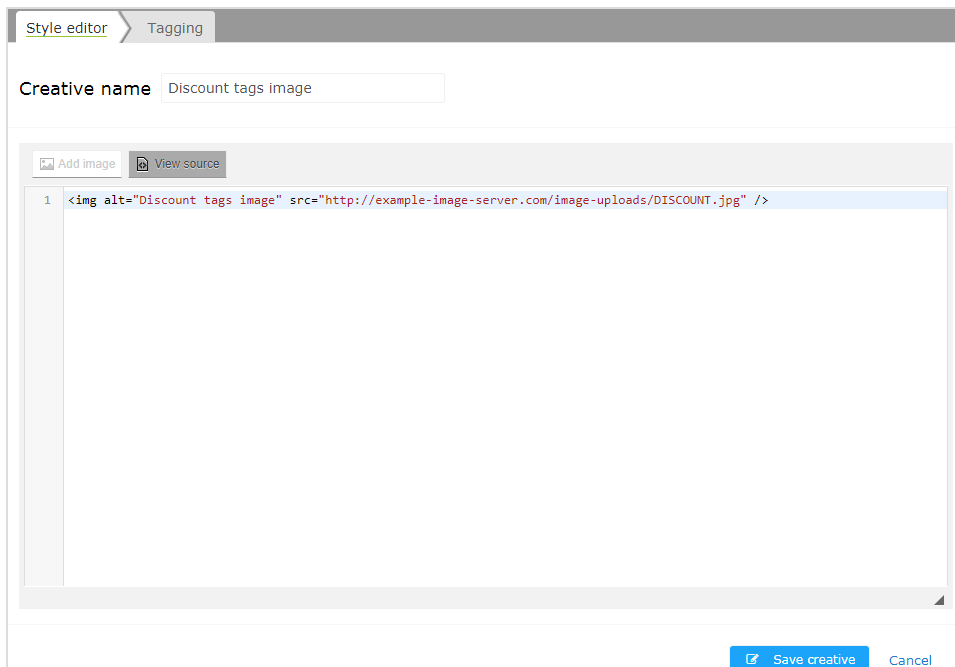 Style editor Tagging
Creative name Discount tags image
Add image View source
1 <img alt="Discount tags image" src="http://example-image-server.com/image-uploads/DISCOUNT.jpg" />
Save creative Cancel